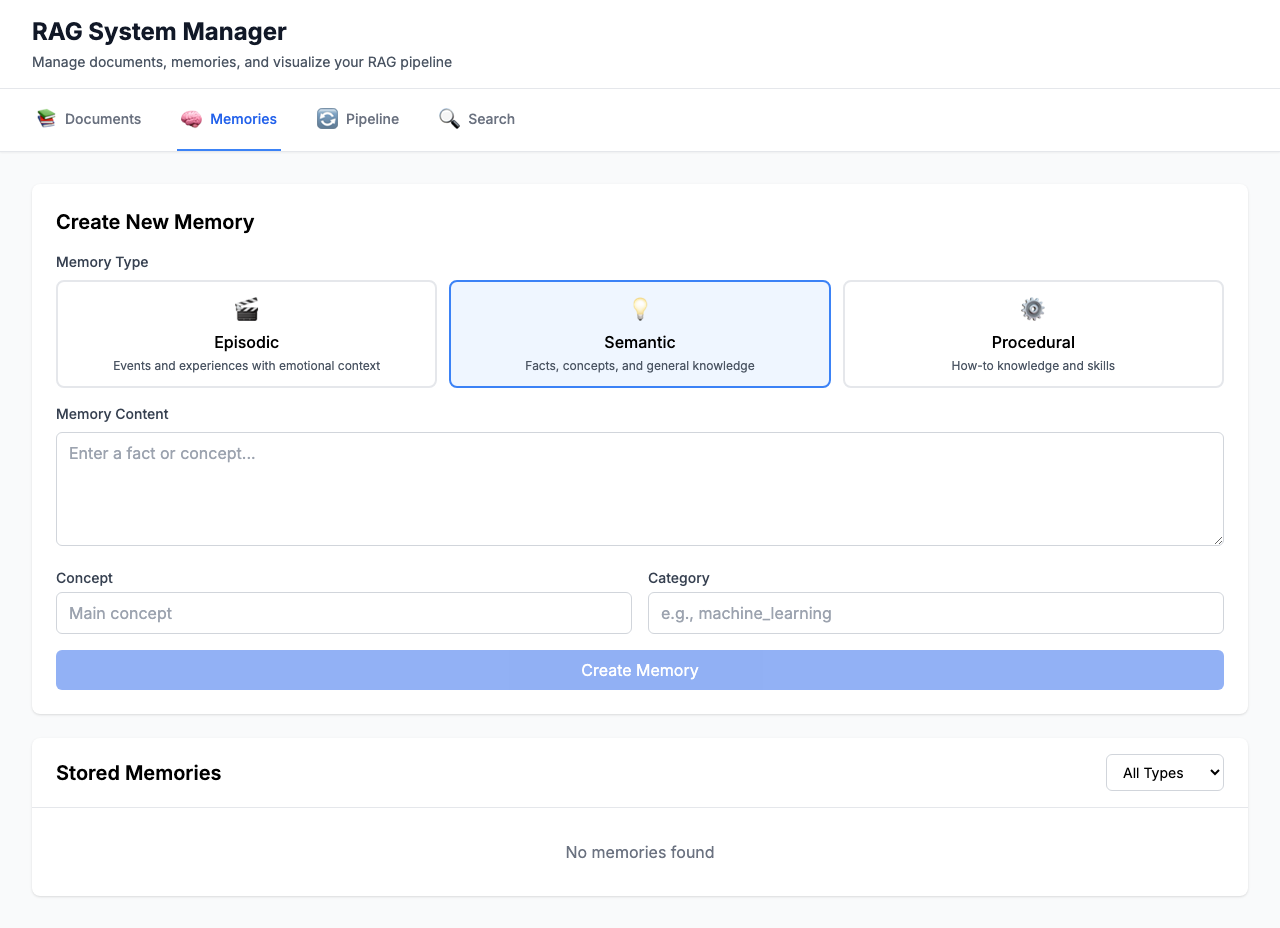 RAG System Manager
Manage documents, memories, and visualize your RAG pipeline
Documents
Memories
Pipeline
Search
Create New Memory
Memory Type
Episodic
Events and experiences with emotional context
Semantic
Facts, concepts, and general knowledge
Procedural
How-to knowledge and skills
Memory Content
Enter a fact or concept...
Concept
Category
Main concept
e.g., machine_learning
Create Memory
Stored Memories
All Types
No memories found